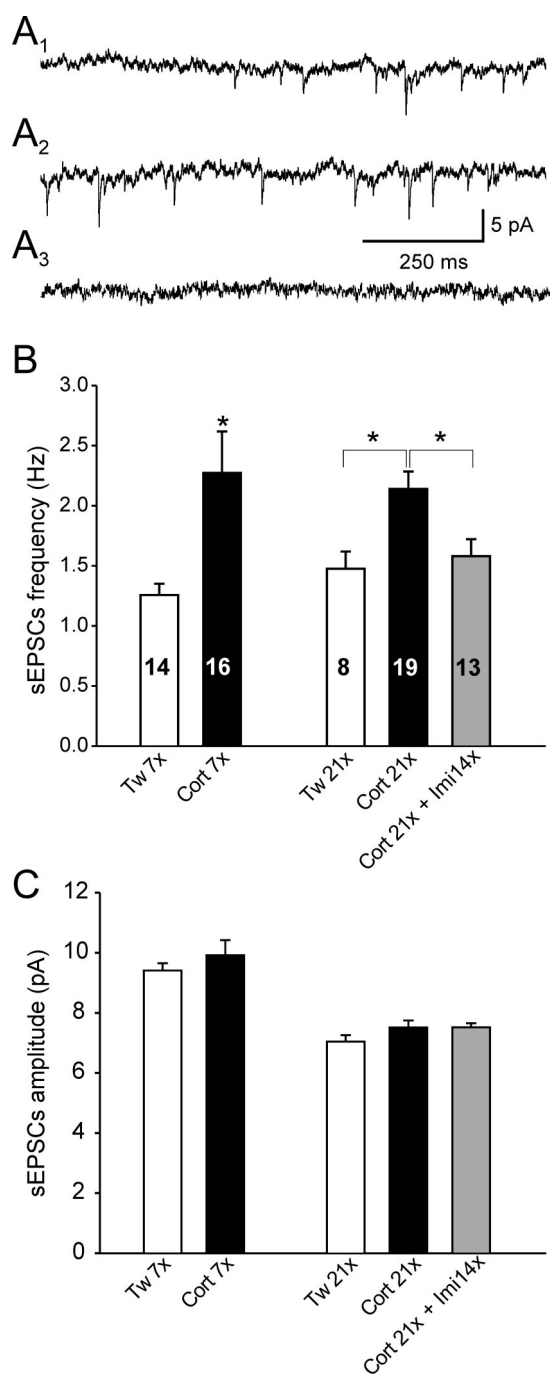 A1
A2
5 pA
250 ms
A3
B
sEPSCs frequency (Hz)
3.0
2.5
2.0
1.5
1.0
0.5
0.0
*
* *
14 16 8 19 13
Tw 7x
Cort 7x
Tw 21x
Cort 21x
Cort 21x + Imi14x
C
sEPSCs amplitude (pA)
12
10
8
6
4
2
0
Tw 7x
Cort 7x
Tw 21x
Cort 21x
Cort 21x + Imi14x